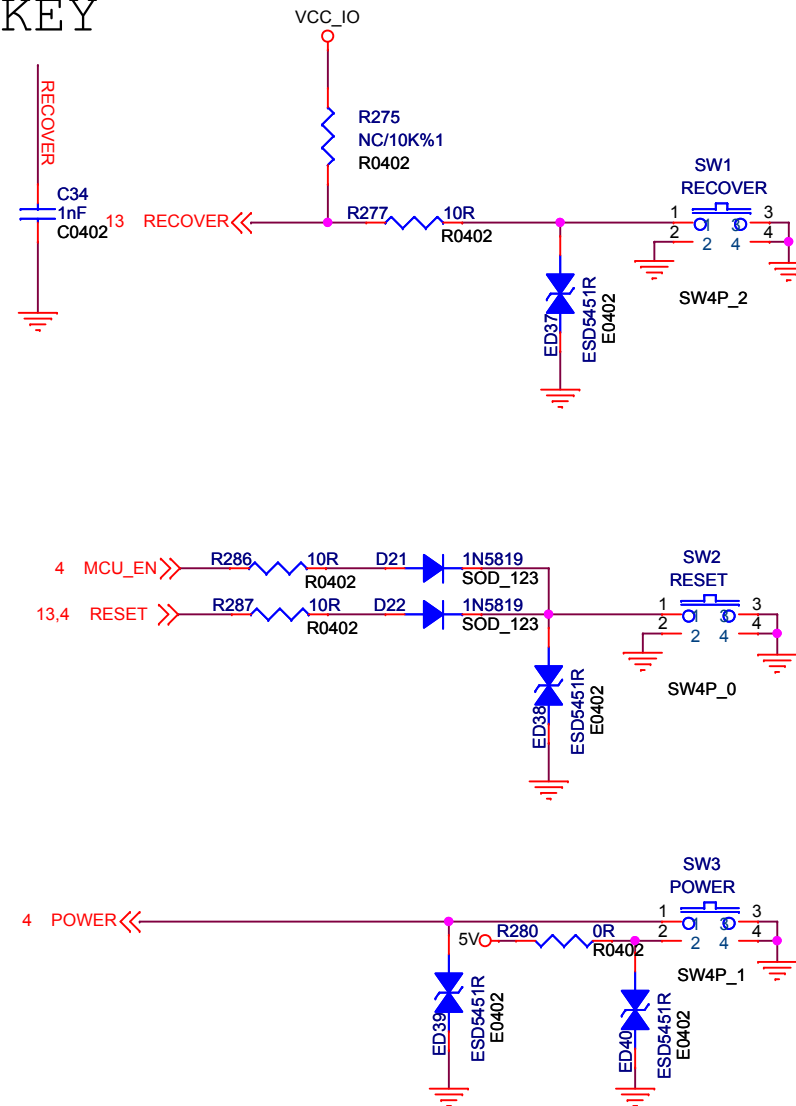 KEY
VCC_IO
RECOVER
R275
NC/10K%1
R0402
C34
1nF
C0402
13 RECOVER
R277
10R
R0402
SW1
RECOVER
1
2
3
4
1
2
3
4
SW4P_2
ED37
ESD5451R
E0402
4 MCU_EN
R286
10R
R0402
D21
1N5819
SOD_123
13,4 RESET
R287
10R
R0402
D22
1N5819
SOD_123
SW2
RESET
1
2
3
4
1
2
3
4
SW4P_0
ED38
ESD5451R
E0402
4 POWER
5V
R280
0R
R0402
SW3
POWER
1
2
3
4
1
2
3
4
SW4P_1
ED39
ESD5451R
E0402
ED40
ESD5451R
E0402